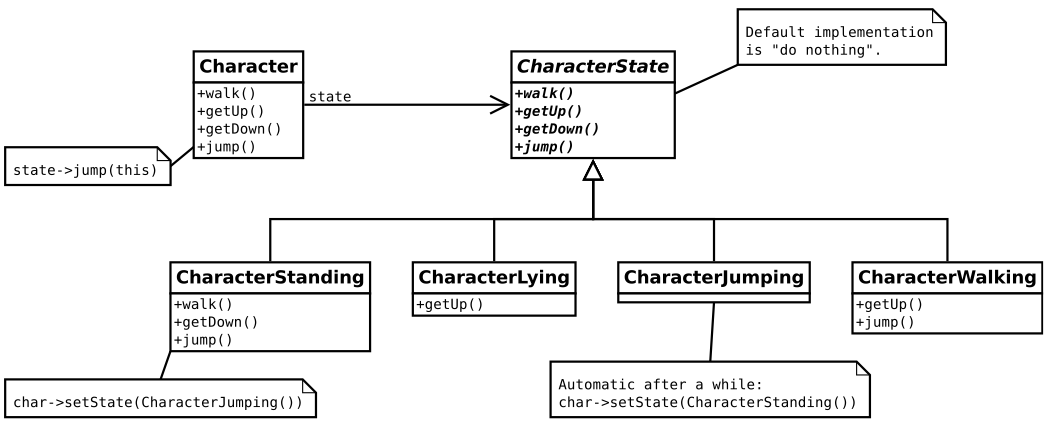 Default implementation
is "do nothing".
Character
+walk()
+getUp()
+getDown()
+jump()
state
CharacterState
+walk()
+getUp()
+getDown()
+jump()
state->jump(this)
CharacterStanding
+walk()
+getDown()
+jump()
CharacterLying
+getUp()
CharacterJumping
CharacterWalking
+getUp()
+jump()
char->setState(CharacterJumping())
Automatic after a while:
char->setState(CharacterStanding())